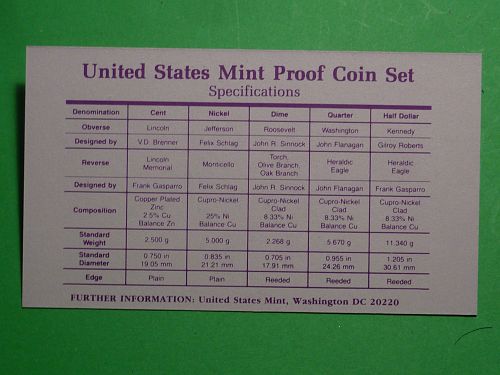 United States Mint Proof Coin Set
Specifications
Denomination Cent Nickel Dime Quarter Half Dollar
Obverse Lincoln Jefferson Roosevelt Washington Kennedy
Designed by V.D. Brenner Felix Schlag John R. Sinnock John Flanagan Gilroy Roberts
Reverse Lincoln Memorial Monticello Torch, Olive Branch, Oak Branch Heraldic Eagle Heraldic Eagle
Designed by Frank Gasparro Felix Schlag John R. Sinnock John Flanagan Frank Gasparro
Composition Copper Plated Zinc 2.5% Cu Balance Zn Cupro-Nickel 25% Ni Balance Cu Cupro-Nickel Clad 8.33% Ni Balance Cu Cupro-Nickel Clad 8.33% Ni Balance Cu Cupro-Nickel Clad 8.33% Ni Balance Cu
Standard Weight 2.500 g 5.000 g 2.268 g 5.670 g 11.340 g
Standard Diameter 0.750 in 19.05 mm 0.835 in 21.21 mm 0.705 in 17.91 mm 0.955 in 24.26 mm 1.205 in 30.61 mm
Edge Plain Plain Reeded Reeded Reeded
FURTHER INFORMATION: United States Mint, Washington DC 20220